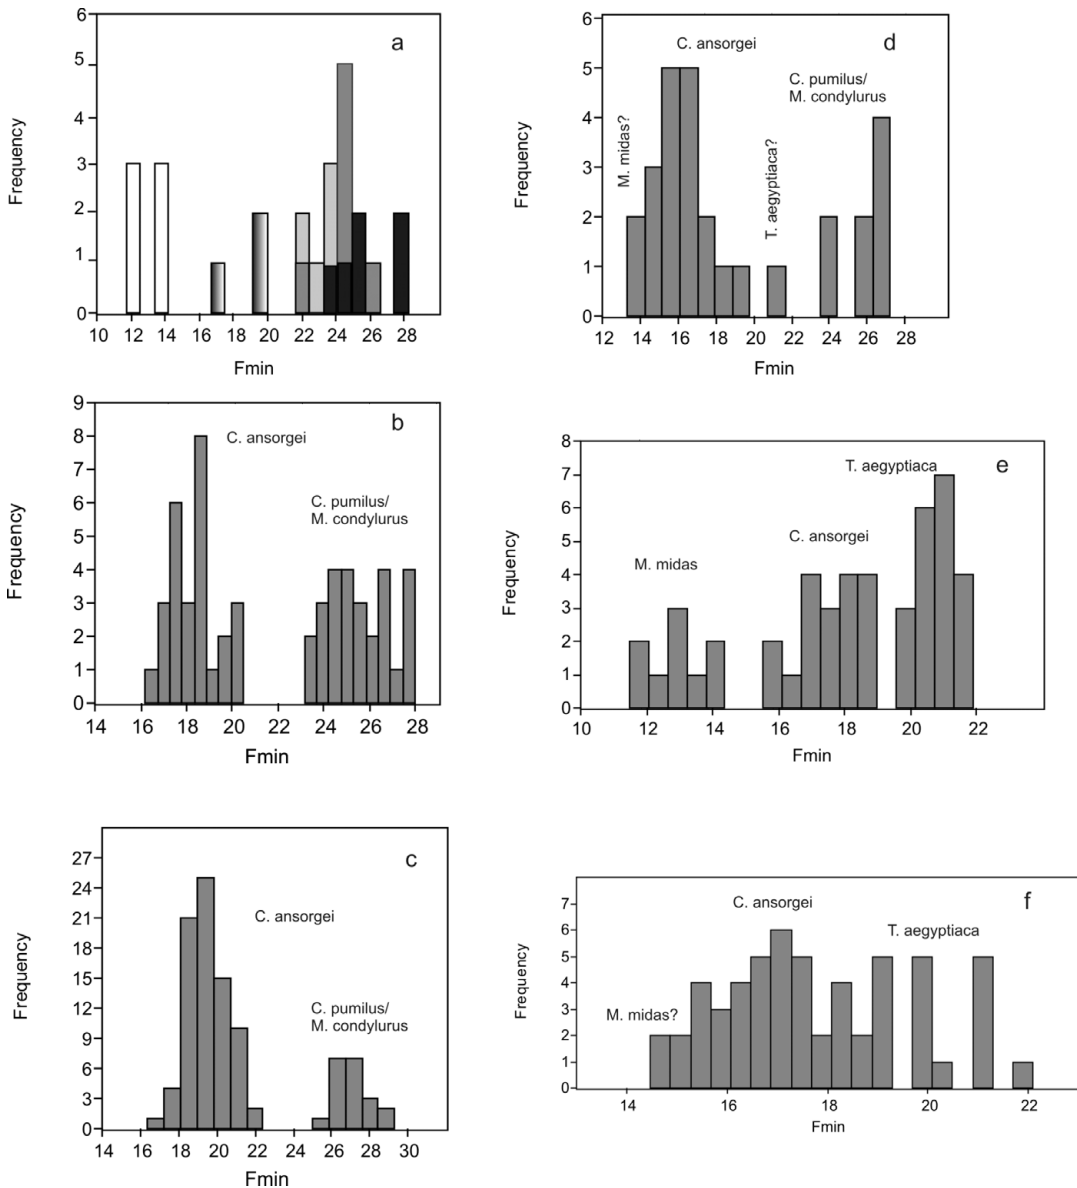 a
6
5
4
3
2
1
0
Frequency
10 12 14 16 18 20 22 24 26 28
Fmin
d
C. ansorgei
C. pumilus/
M. condylurus
M. midas?
T. aegyptiaca?
6
5
4
3
2
1
0
Frequency
12 14 16 18 20 22 24 26 28
Fmin
b
C. ansorgei
C. pumilus/
M. condylurus
9
8
7
6
5
4
3
2
1
0
Frequency
14 16 18 20 22 24 26 28
Fmin
e
T. aegyptiaca
C. ansorgei
M. midas
8
7
6
5
4
3
2
1
0
Frequency
10 12 14 16 18 20 22
Fmin
c
C. ansorgei
C. pumilus/
M. condylurus
27
24
21
18
15
12
9
6
3
0
Frequency
14 16 18 20 22 24 26 28 30
Fmin
f
C. ansorgei
T. aegyptiaca
M. midas?
7
6
5
4
3
2
1
0
Frequency
14 16 18 20 22
Fmin